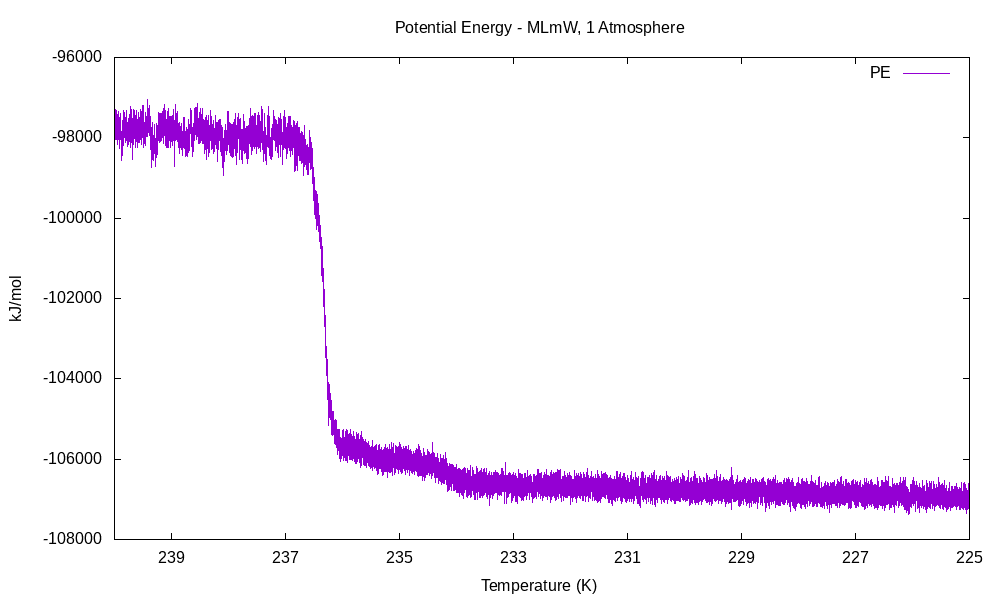 Potential Energy - MLmW, 1 Atmosphere
PE
-96000
-98000
-100000
-102000
-104000
-106000
-108000
kJ/mol
239 237 235 233 231 229 227 225
Temperature (K)